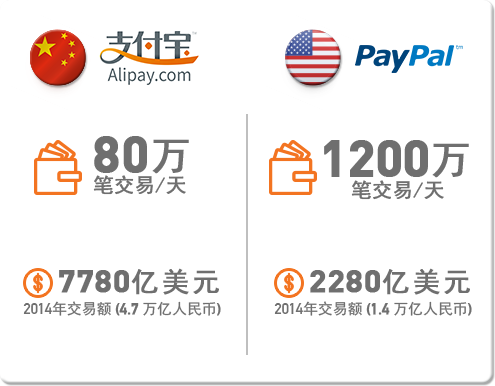 支付宝™
Alipay.com
80万
笔交易/天
$ 7780亿美元
2014年交易额 (4.7 万亿人民币)
PayPal™
1200万
笔交易/天
$ 2280亿美元
2014年交易额 (1.4 万亿人民币)